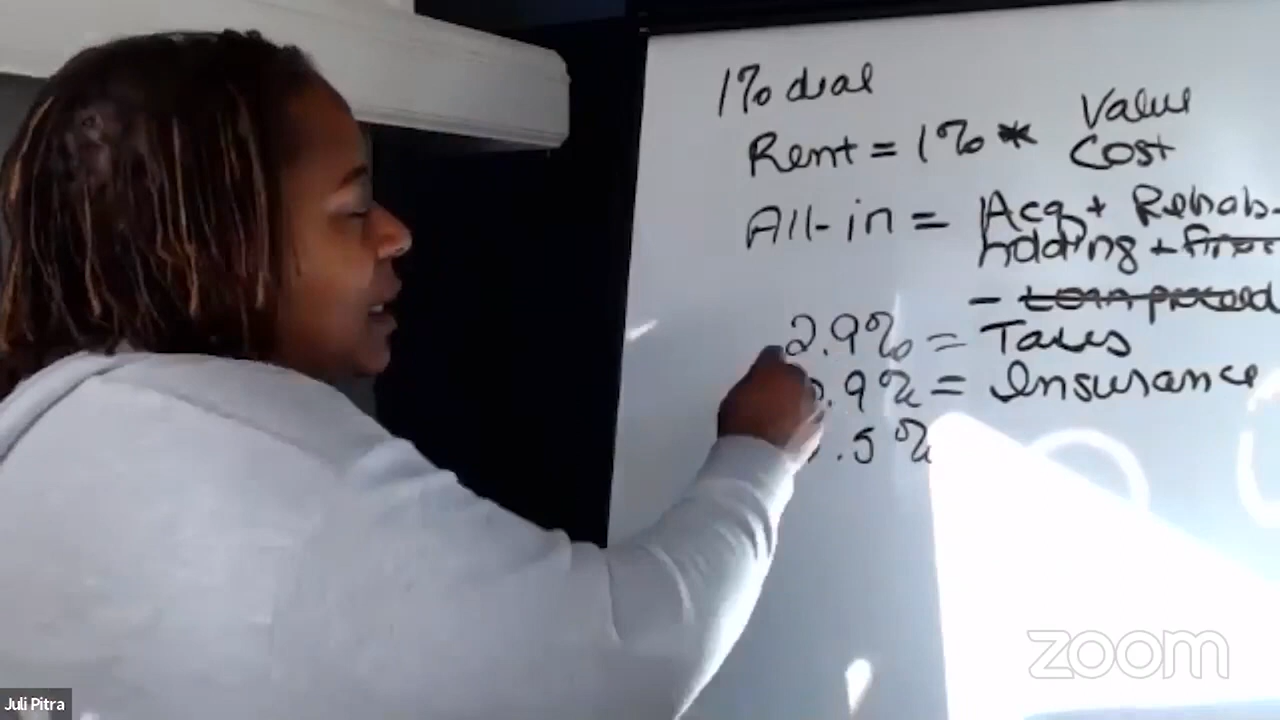 1% deal
Rent = 1% * Value
Cost
All-in = Acq + Rehab
holding +
-
2.9% = Taxes
.9% = Insurance
.5%
zoom
Juli Pitra